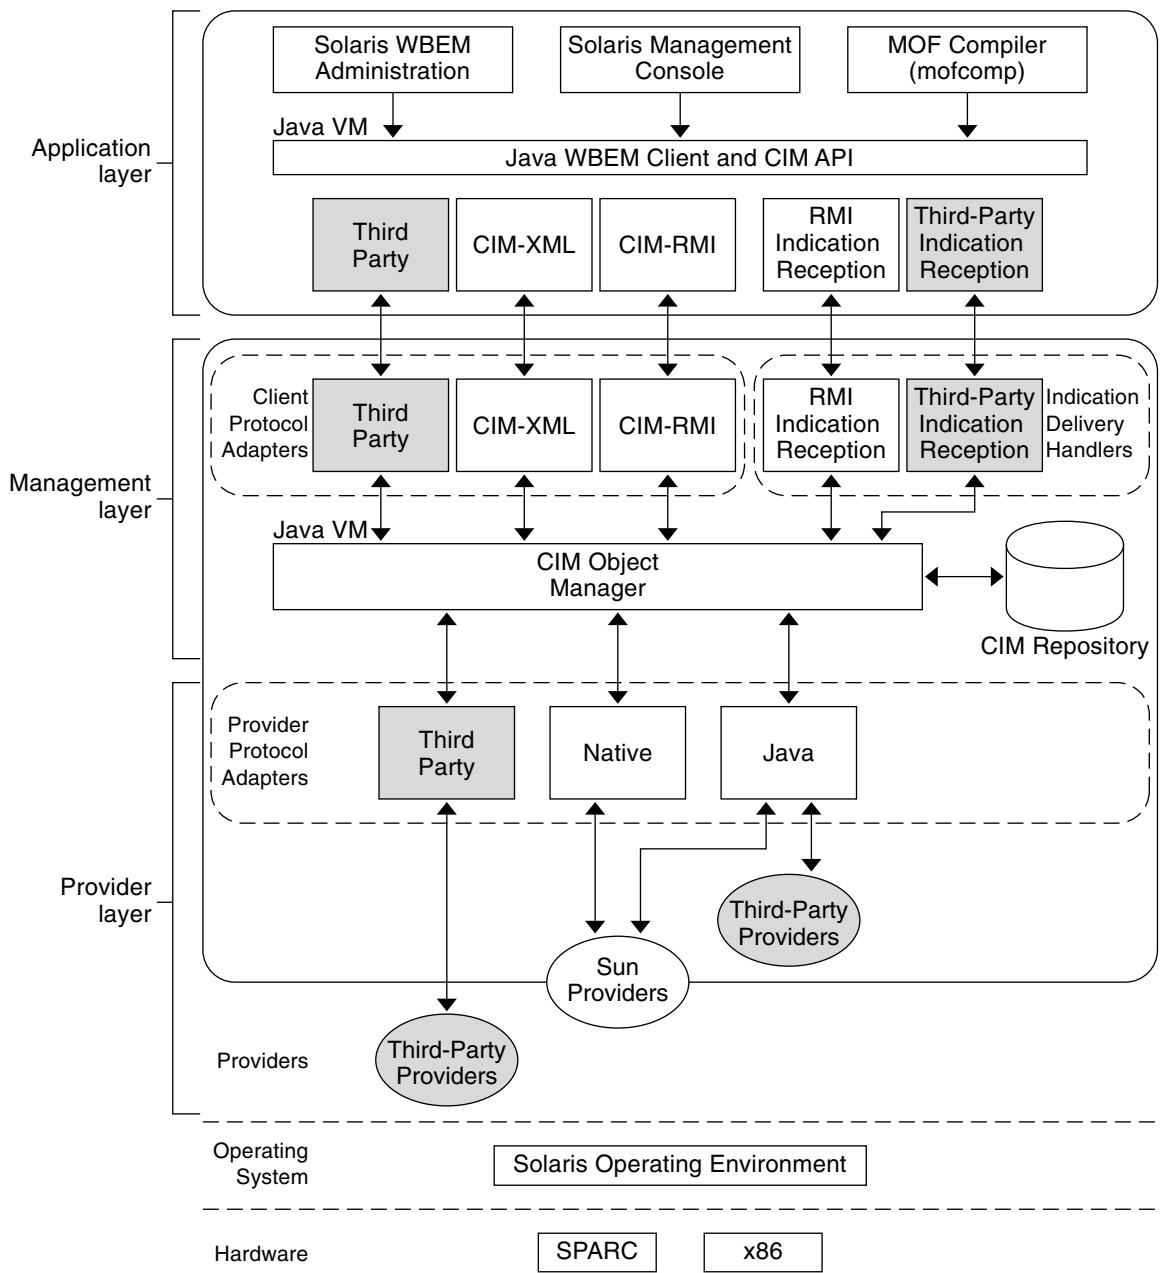 Solaris WBEM
Administration
Solaris Management
Console
MOF Compiler
(mofcomp)
Java VM
Application
layer
Java WBEM Client and CIM API
Third
Party
CIM-XML
CIM-RMI
RMI
Indication
Reception
Third-Party
Indication
Reception
Management
layer
Client
Protocol
Adapters
Third
Party
CIM-XML
CIM-RMI
RMI
Indication
Reception
Third-Party
Indication
Reception
Indication
Delivery
Handlers
Java VM
CIM Object
Manager
CIM Repository
Provider
layer
Provider
Protocol
Adapters
Third
Party
Native
Java
Third-Party
Providers
Sun
Providers
Providers
Third-Party
Providers
Operating
System
Solaris Operating Environment
Hardware
SPARC
x86